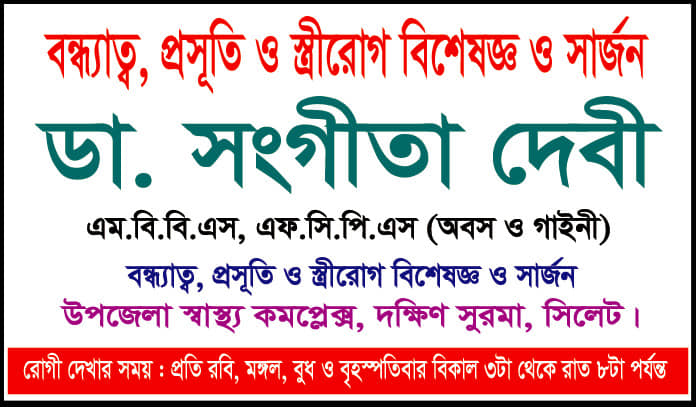 বন্ধ্যাত্ব, প্রসূতি ও স্ত্রীরোগ বিশেষজ্ঞ ও সার্জন
ডা. সংগীতা দেবী
এম.বি.বি.এস, এফ.সি.পি.এস (অবস ও গাইনী)
বন্ধ্যাত্ব, প্রসূতি ও স্ত্রীরোগ বিশেষজ্ঞ ও সার্জন
উপজেলা স্বাস্থ্য কমপ্লেক্স, দক্ষিণ সুরমা, সিলেট।
রোগী দেখার সময় : প্রতি রবি, মঙ্গল, বুধ ও বৃহস্পতিবার বিকাল ৩টা থেকে রাত ৮টা পর্যন্ত